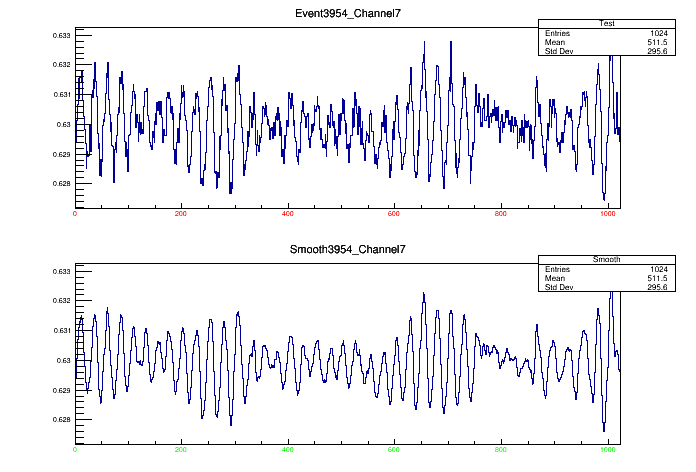 Event3954_Channel7
Test
Entries 1024
Mean 511.5
Std Dev 295.6
0.633
0.632
0.631
0.63
0.629
0.628
0 200 400 600 800 1000
Smooth3954_Channel7
Smooth
Entries 1024
Mean 511.5
Std Dev 295.6
0.633
0.632
0.631
0.63
0.629
0.628
0 200 400 600 800 1000